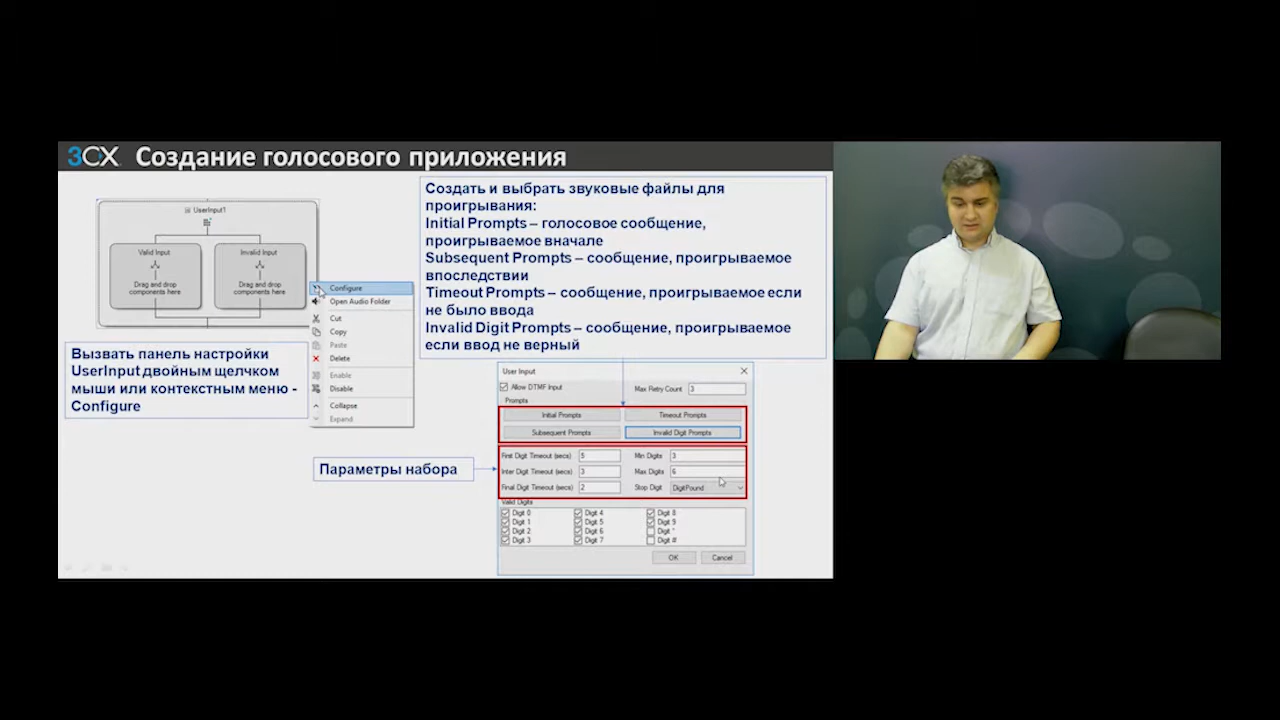 3CX Создание голосового приложения
UserInput1
Valid Input
Invalid Input
Drag and drop
components here
Drag and drop
components here
Configure
Open Audio Folder
Cut
Copy
Paste
Delete
Enable
Disable
Collapse
Expand
Вызвать панель настройки
UserInput двойным щелчком
мыши или контекстным меню -
Configure
Создать и выбрать звуковые файлы для
проигрывания:
Initial Prompts – голосовое сообщение,
проигрываемое вначале
Subsequent Prompts – сообщение, проигрываемое
впоследствии
Timeout Prompts – сообщение, проигрываемое если
не было ввода
Invalid Digit Prompts – сообщение, проигрываемое
если ввод не верный
Параметры набора
User Input
Allow DTMF Input
Max Retry Count 3
Prompts
Initial Prompts
Timeout Prompts
Subsequent Prompts
Invalid Digit Prompts
First Digit Timeout (secs) 5
Min Digits 3
Inter Digit Timeout (secs) 3
Max Digits 6
Final Digit Timeout (secs) 2
Stop Digit DigitPound
Valid Digits
Digit 0 Digit 4 Digit 8
Digit 1 Digit 5 Digit 9
Digit 2 Digit 6 Digit *
Digit 3 Digit 7 Digit #
OK
Cancel